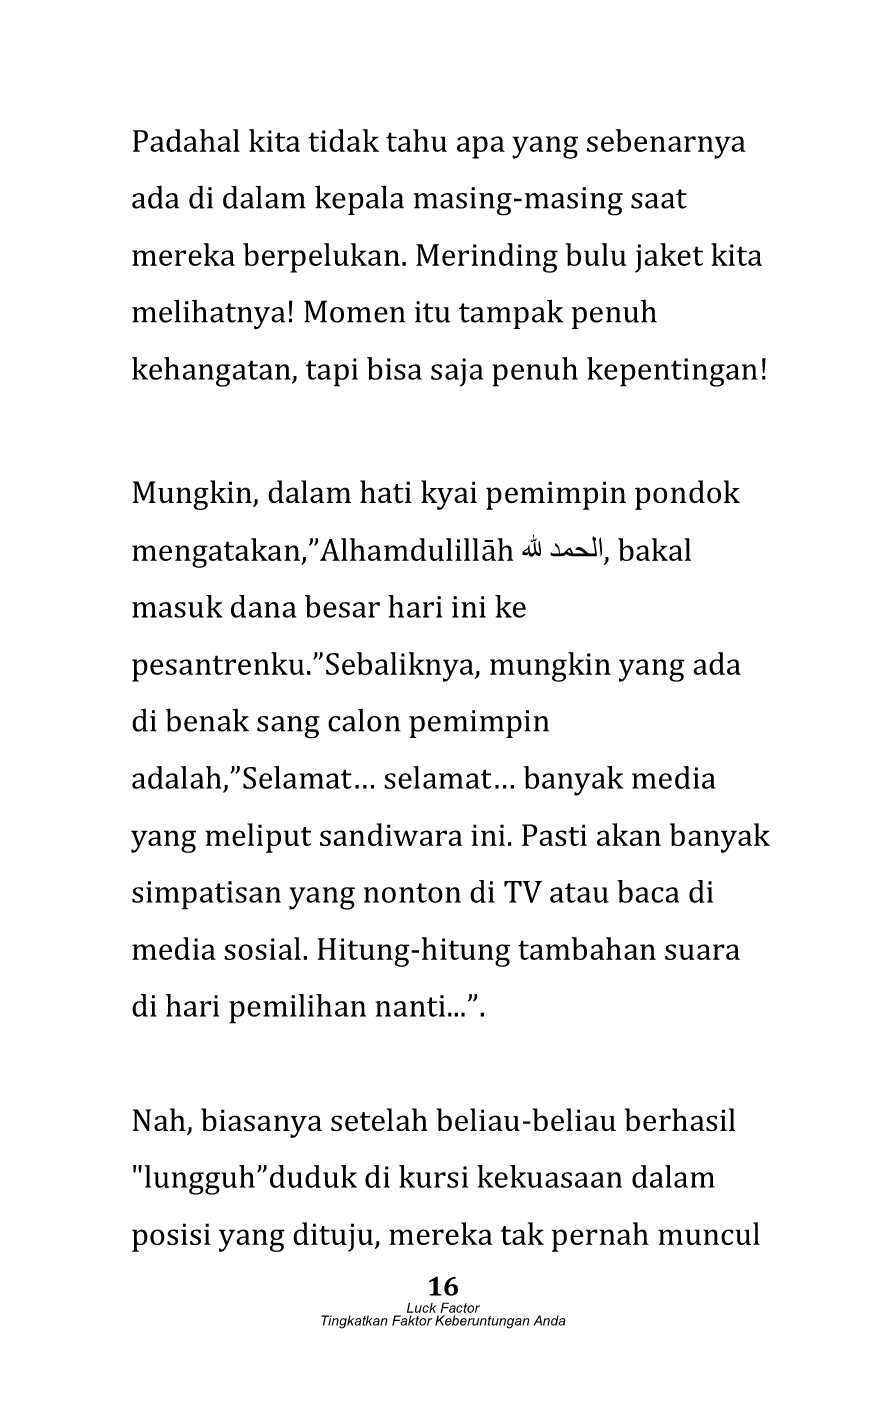 Padahal kita tidak tahu apa yang sebenarnya
ada di dalam kepala masing-masing saat
mereka berpelukan. Merinding bulu jaket kita
melihatnya! Momen itu tampak penuh
kehangatan, tapi bisa saja penuh kepentingan!
Mungkin, dalam hati kyai pemimpin pondok
mengatakan,”Alhamdulillāh الحمد لله, bakal
masuk dana besar hari ini ke
pesantrenku.”Sebaliknya, mungkin yang ada
di benak sang calon pemimpin
adalah,”Selamat… selamat… banyak media
yang meliput sandiwara ini. Pasti akan banyak
simpatisan yang nonton di TV atau baca di
media sosial. Hitung-hitung tambahan suara
di hari pemilihan nanti...”.
Nah, biasanya setelah beliau-beliau berhasil
"lungguh”duduk di kursi kekuasaan dalam
posisi yang dituju, mereka tak pernah muncul
16
Luck Factor
Tingkatkan Faktor Keberuntungan Anda